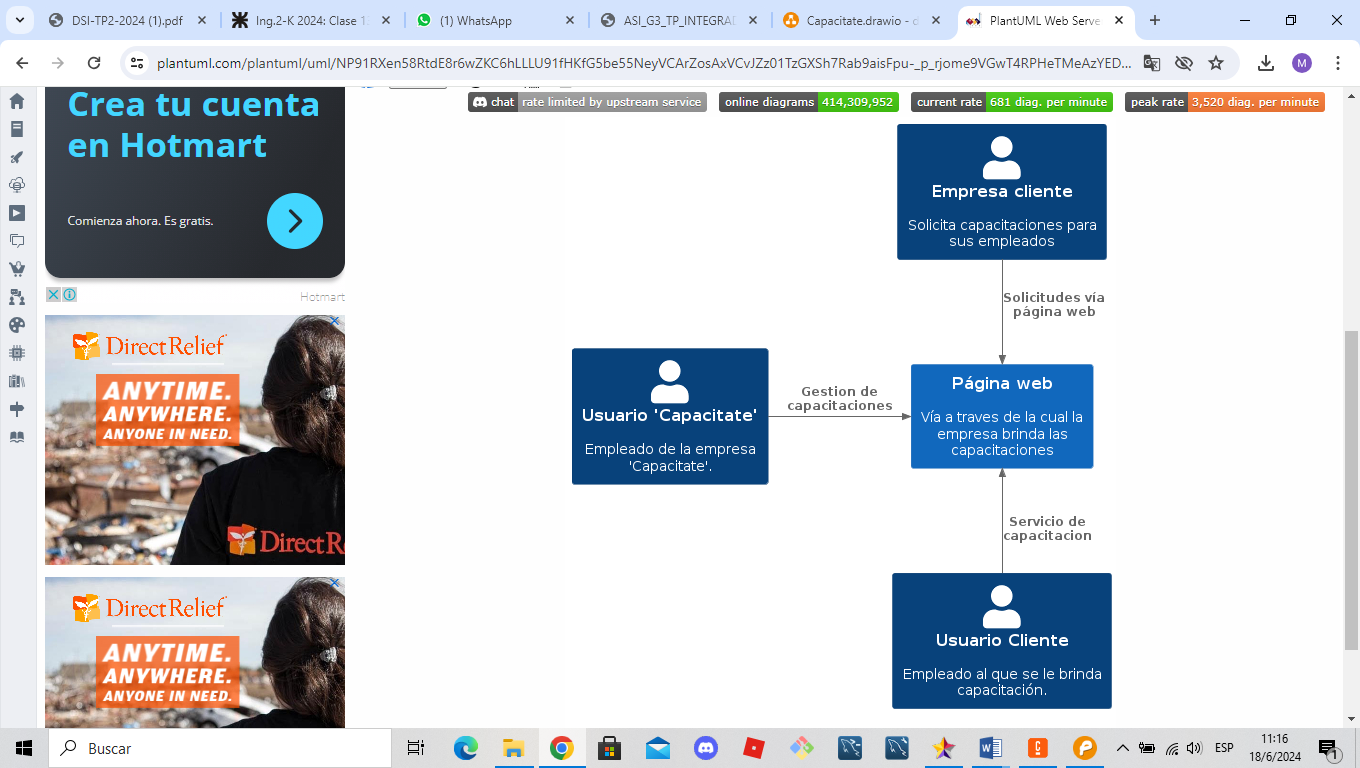 DSI-TP2-2024 (1).pdf
Ing.2-K 2024: Clase 1
(1) WhatsApp
ASI_G3_TP_INTEGRA
Capacitate.drawio - d
PlantUML Web Serve
plantuml.com/plantuml/uml/NP91RXen58RtdE8r6wZKC6hLLLU91fHKfG5be55NeyVCArZosAxVCvJZz01TzGXSh7Rab9aisFpu-_p_rjome9VGwT4RPHeTMeAzYED...
M
chat rate limited by upstream service
online diagrams 414,309,952
current rate 681 diag. per minute
peak rate 3,520 diag. per minute
Crea tu cuenta
en Hotmart
Comienza ahora. Es gratis.
Hotmart
DirectRelief
ANYTIME.
ANYWHERE.
ANYONE IN NEED.
DirectR
DirectRelief
ANYTIME.
ANYWHERE.
ANYONE IN NEED.
Empresa cliente
Solicita capacitaciones para
sus empleados
Solicitudes vía
página web
Usuario 'Capacitate'
Empleado de la empresa
'Capacitate'.
Gestion de
capacitaciones
Página web
Vía a traves de la cual la
empresa brinda las
capacitaciones
Servicio de
capacitacion
Usuario Cliente
Empleado al que se le brinda
capacitación.
Buscar
ESP
11:16
18/6/2024
1